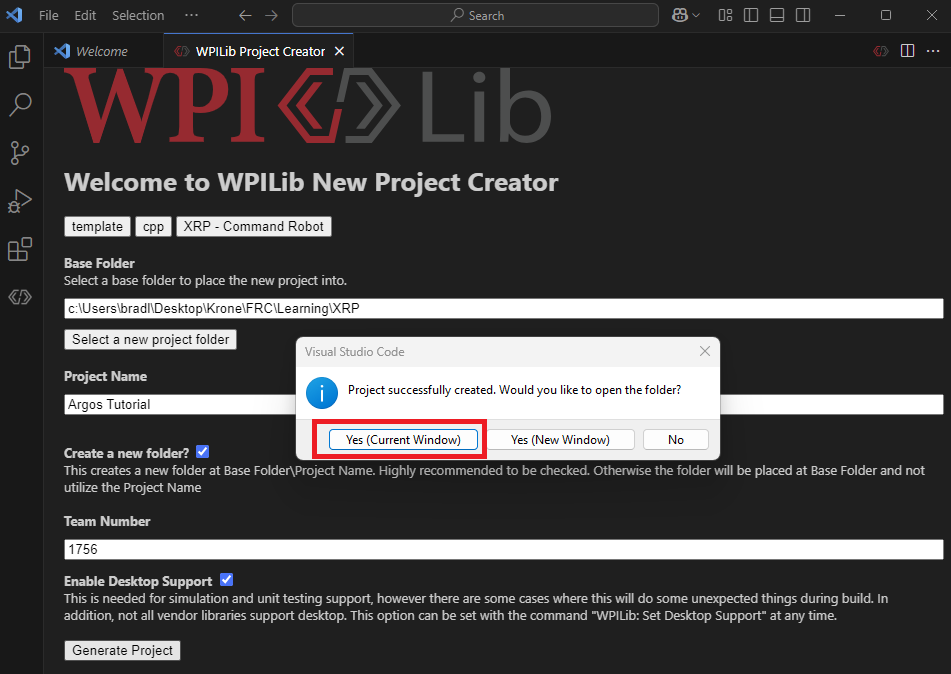 File Edit Selection ··· Search
Welcome WPILib Project Creator
WPI Lib
Welcome to WPILib New Project Creator
template cpp XRP - Command Robot
Base Folder
Select a base folder to place the new project into.
c:\Users\bradl\Desktop\Krone\FRC\Learning\XRP
Select a new project folder
Visual Studio Code
Project successfully created. Would you like to open the folder?
Yes (Current Window) Yes (New Window) No
Project Name
Argos Tutorial
Create a new folder?
This creates a new folder at Base Folder\Project Name. Highly recommended to be checked. Otherwise the folder will be placed at Base Folder and not
utilize the Project Name
Team Number
1756
Enable Desktop Support
This is needed for simulation and unit testing support, however there are some cases where this will do some unexpected things during build. In
addition, not all vendor libraries support desktop. This option can be set with the command "WPILib: Set Desktop Support" at any time.
Generate Project